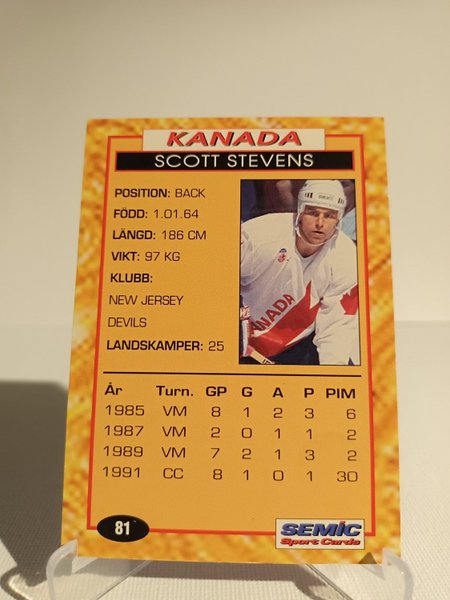 KANADA
SCOTT STEVENS
POSITION: BACK
FÖDD: 1.01.64
LÄNGD: 186 CM
VIKT: 97 KG
KLUBB:
NEW JERSEY
DEVILS
LANDSKAMPER: 25
CANADA
År Turn. GP G A P PIM
1985 VM 8 1 2 3 6
1987 VM 2 0 1 1 2
1989 VM 7 2 1 3 2
1991 CC 8 1 0 1 30
81
SEMIC
Sport Cards